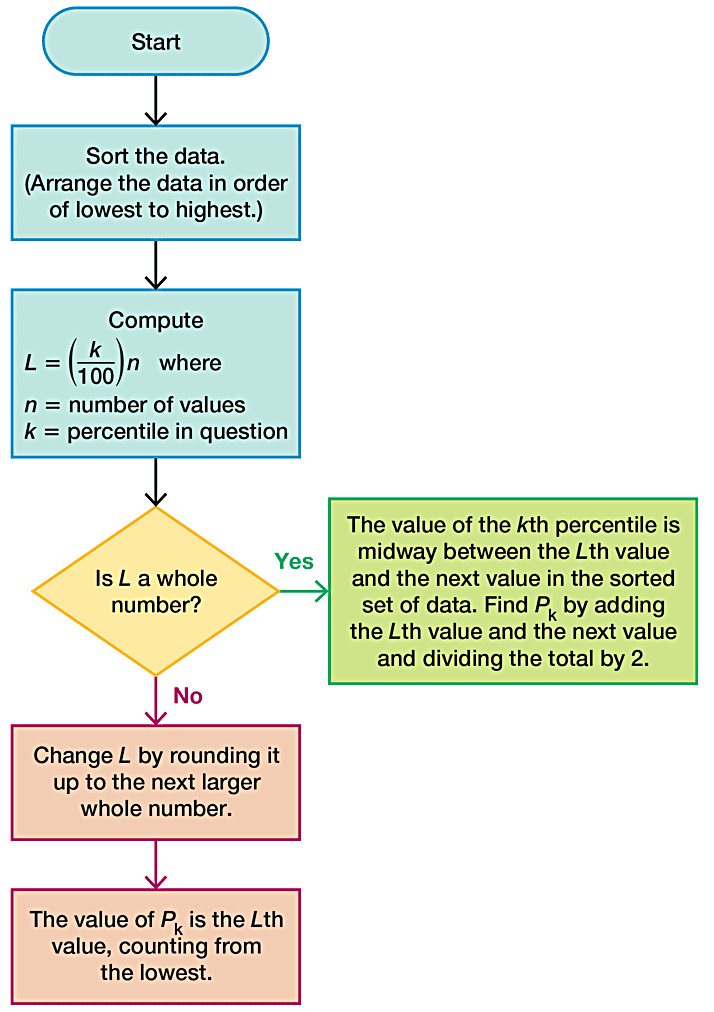 Start
Sort the data.
(Arrange the data in order
of lowest to highest.)
Compute
L = (k/100)n where
n = number of values
k = percentile in question
Is L a whole
number?
Yes
The value of the kth percentile is
midway between the Lth value
and the next value in the sorted
set of data. Find Pk by adding
the Lth value and the next value
and dividing the total by 2.
No
Change L by rounding it
up to the next larger
whole number.
The value of Pk is the Lth
value, counting from
the lowest.